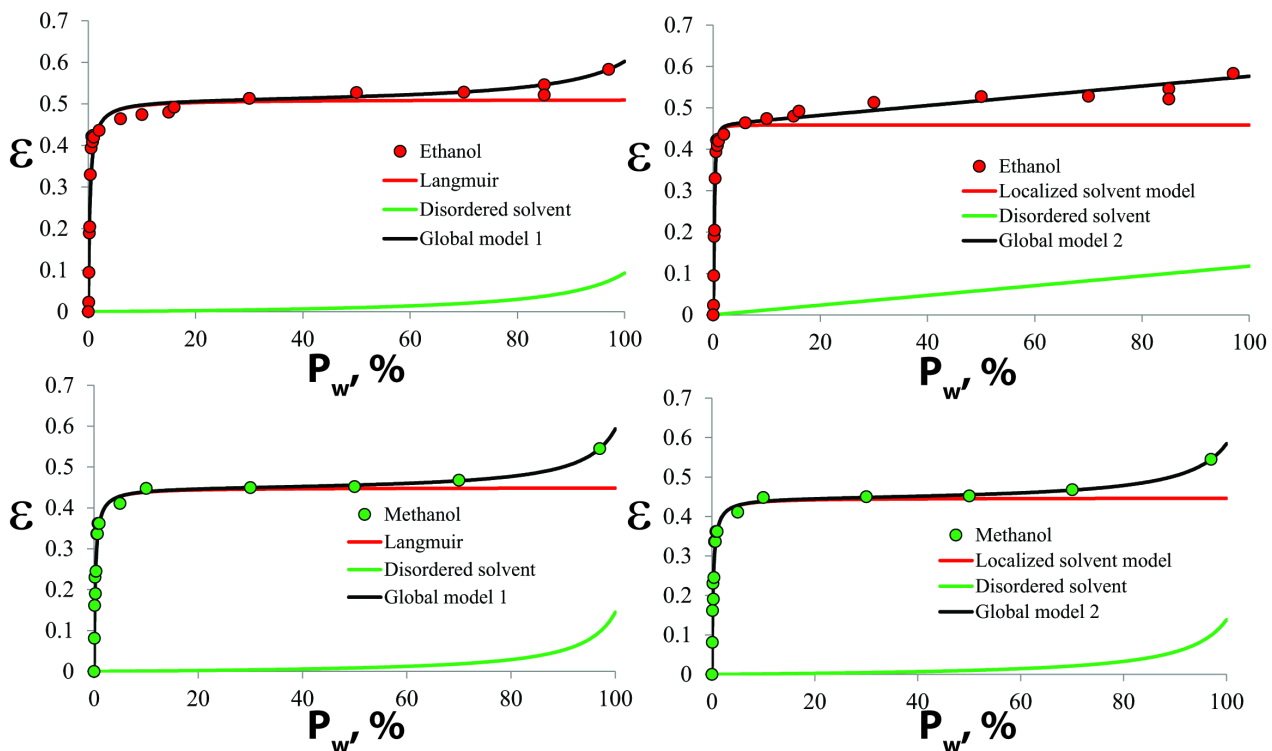 0.7
0.6
0.5
0.4
0.3
0.2
0.1
0
ε
Ethanol
Langmuir
Disordered solvent
Global model 1
0 20 40 60 80 100
Pw, %
0.7
0.6
0.5
0.4
0.3
0.2
0.1
0
ε
Ethanol
Localized solvent model
Disordered solvent
Global model 2
0 20 40 60 80 100
Pw, %
0.7
0.6
0.5
0.4
0.3
0.2
0.1
0
ε
Methanol
Langmuir
Disordered solvent
Global model 1
0 20 40 60 80 100
Pw, %
0.7
0.6
0.5
0.4
0.3
0.2
0.1
0
ε
Methanol
Localized solvent model
Disordered solvent
Global model 2
0 20 40 60 80 100
Pw, %